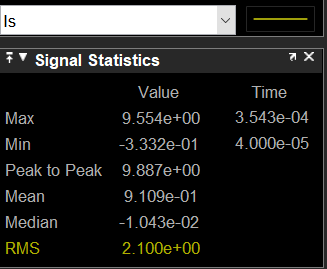 Is
Signal Statistics
Value Time
Max 9.554e+00 3.543e-04
Min -3.332e-01 4.000e-05
Peak to Peak 9.887e+00
Mean 9.109e-01
Median -1.043e-02
RMS 2.100e+00